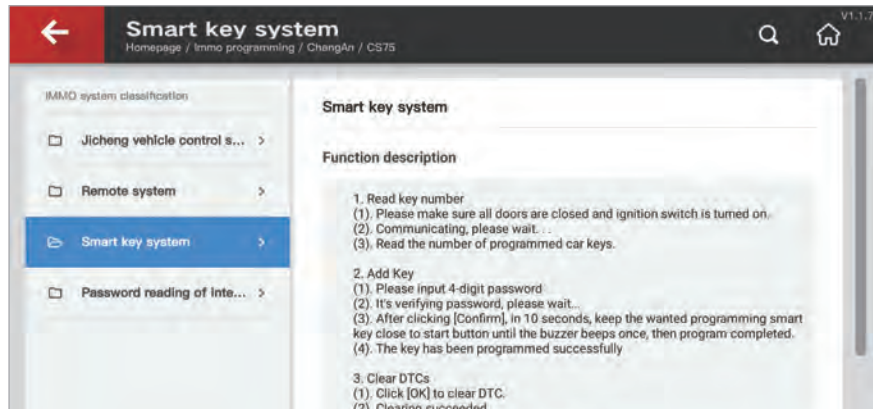 Smart key system
V1.1.7
Homepage / Immo programming / ChangAn / CS75
IMMO system classification
Jicheng vehicle control s...
Remote system
Smart key system
Password reading of inte...
Smart key system
Function description
1. Read key number
(1). Please make sure all doors are closed and ignition switch is turned on.
(2). Communicating, please wait. . .
(3). Read the number of programmed car keys.
2. Add Key
(1). Please input 4-digit password
(2). It's verifying password, please wait...
(3). After clicking [Confirm], in 10 seconds, keep the wanted programming smart
key close to start button until the buzzer beeps once, then program completed.
(4). The key has been programmed successfully
3. Clear DTCs
(1). Click [OK] to clear DTC.
(2). Clearing succeeded